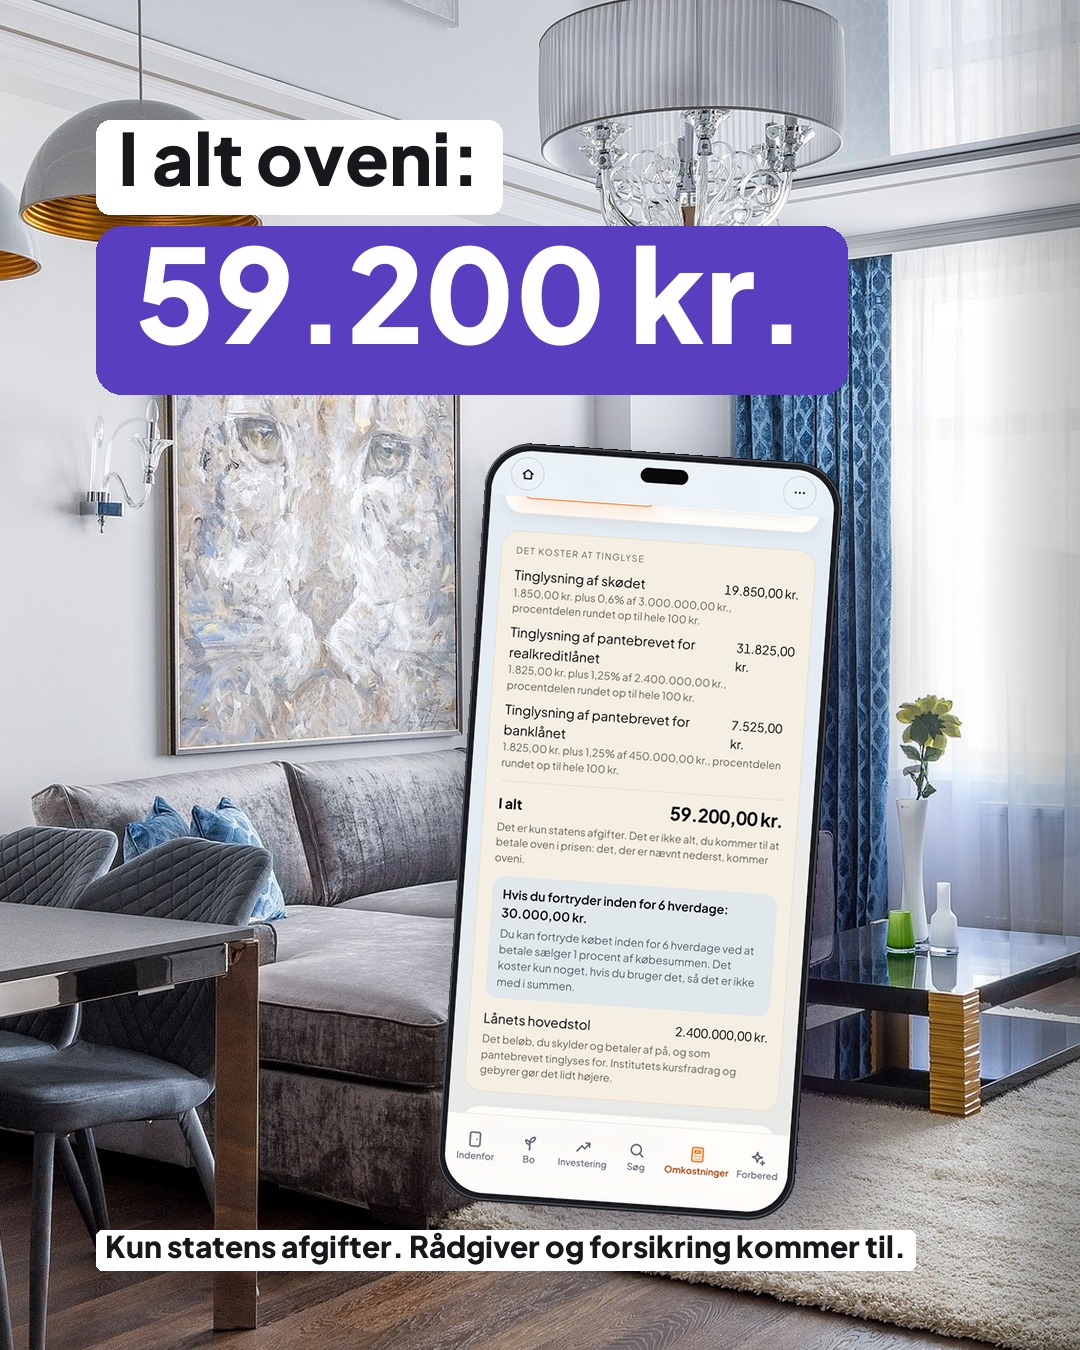 I alt oveni:
59.200 kr.
DET KOSTER AT TINGLYSE
Tinglysning af skødet
19.850,00 kr.
1.850,00 kr. plus 0,6% af 3.000.000,00 kr.,
procentdelen rundet op til hele 100 kr.
Tinglysning af pantebrevet for
realkreditlånet
31.825,00
kr.
1.825,00 kr. plus 1,25% af 2.400.000,00 kr.,
procentdelen rundet op til hele 100 kr.
Tinglysning af pantebrevet for
banklånet
7.525,00
kr.
1.825,00 kr. plus 1,25% af 450.000,00 kr., procentdelen
rundet op til hele 100 kr.
I alt
59.200,00 kr.
Det er kun statens afgifter. Det er ikke alt, du kommer til at
betale oven i prisen: det, der er nævnt nederst, kommer
oveni.
Hvis du fortryder inden for 6 hverdage:
30.000,00 kr.
Du kan fortryde købet inden for 6 hverdage ved at
betale sælger 1 procent af købesummen. Det
koster kun noget, hvis du bruger det, så det er ikke
med i summen.
Lånets hovedstol
2.400.000,00 kr.
Det beløb, du skylder og betaler af på, og som
pantebrevet tinglyses for. Institutets kursfradrag og
gebyrer gør det lidt højere.
Indenfor
Bo
Investering
Søg
Omkostninger
Forbered
Kun statens afgifter. Rådgiver og forsikring kommer til.